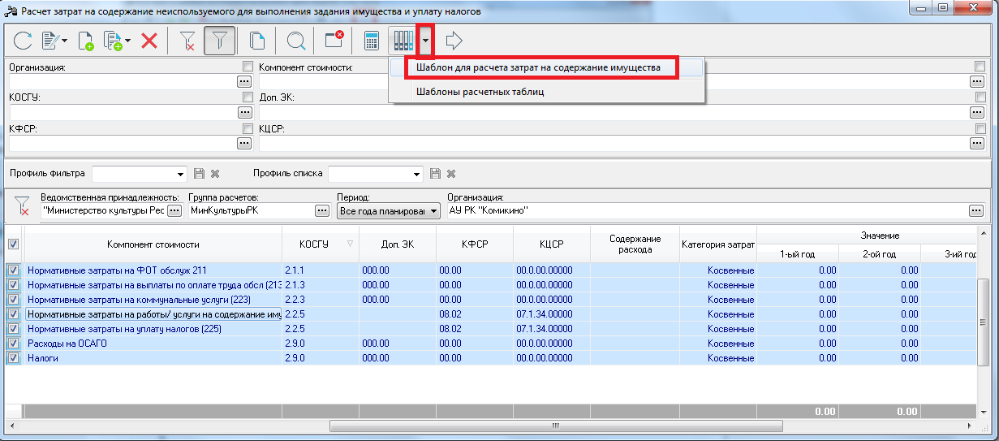 Расчет затрат на содержание неиспользуемого для выполнения задания имущества и уплату налогов
Шаблон для расчета затрат на содержание имущества
Шаблоны расчетных таблиц
Организация:
Компонент стоимости:
КОСГУ:
Доп. ЭК:
КФСР:
КЦСР:
Профиль фильтра
Профиль списка
Ведомственная принадлежность:
Группа расчетов:
Период:
Организация:
"Министерство культуры Рес
МинКультурыРК
Все года планирован
АУ РК "Комикино"
Компонент стоимости КОСГУ Доп. ЭК КФСР КЦСР Содержание расхода Категория затрат Значение
1-ый год 2-ой год 3-ий год
Нормативные затраты на ФОТ обслуж 211 2.1.1 000.00 00.00 00.0.00.00000 Косвенные 0.00 0.00
Нормативные затраты на выплаты по оплате труда обсл (213 2.1.3 000.00 00.00 00.0.00.00000 Косвенные 0.00 0.00
Нормативные затраты на коммунальные услуги (223) 2.2.3 000.00 00.00 00.0.00.00000 Косвенные 0.00 0.00
Нормативные затраты на работы/ услуги на содержание иму 2.2.5 08.02 07.1.34.00000 Косвенные 0.00 0.00
Нормативные затраты на уплату налогов (225) 2.2.5 08.02 07.1.34.00000 Косвенные 0.00 0.00
Расходы на ОСАГО 2.9.0 000.00 00.00 00.0.00.00000 Косвенные 0.00 0.00
Налоги 2.9.0 000.00 00.00 00.0.00.00000 Косвенные 0.00 0.00
0.00 0.00